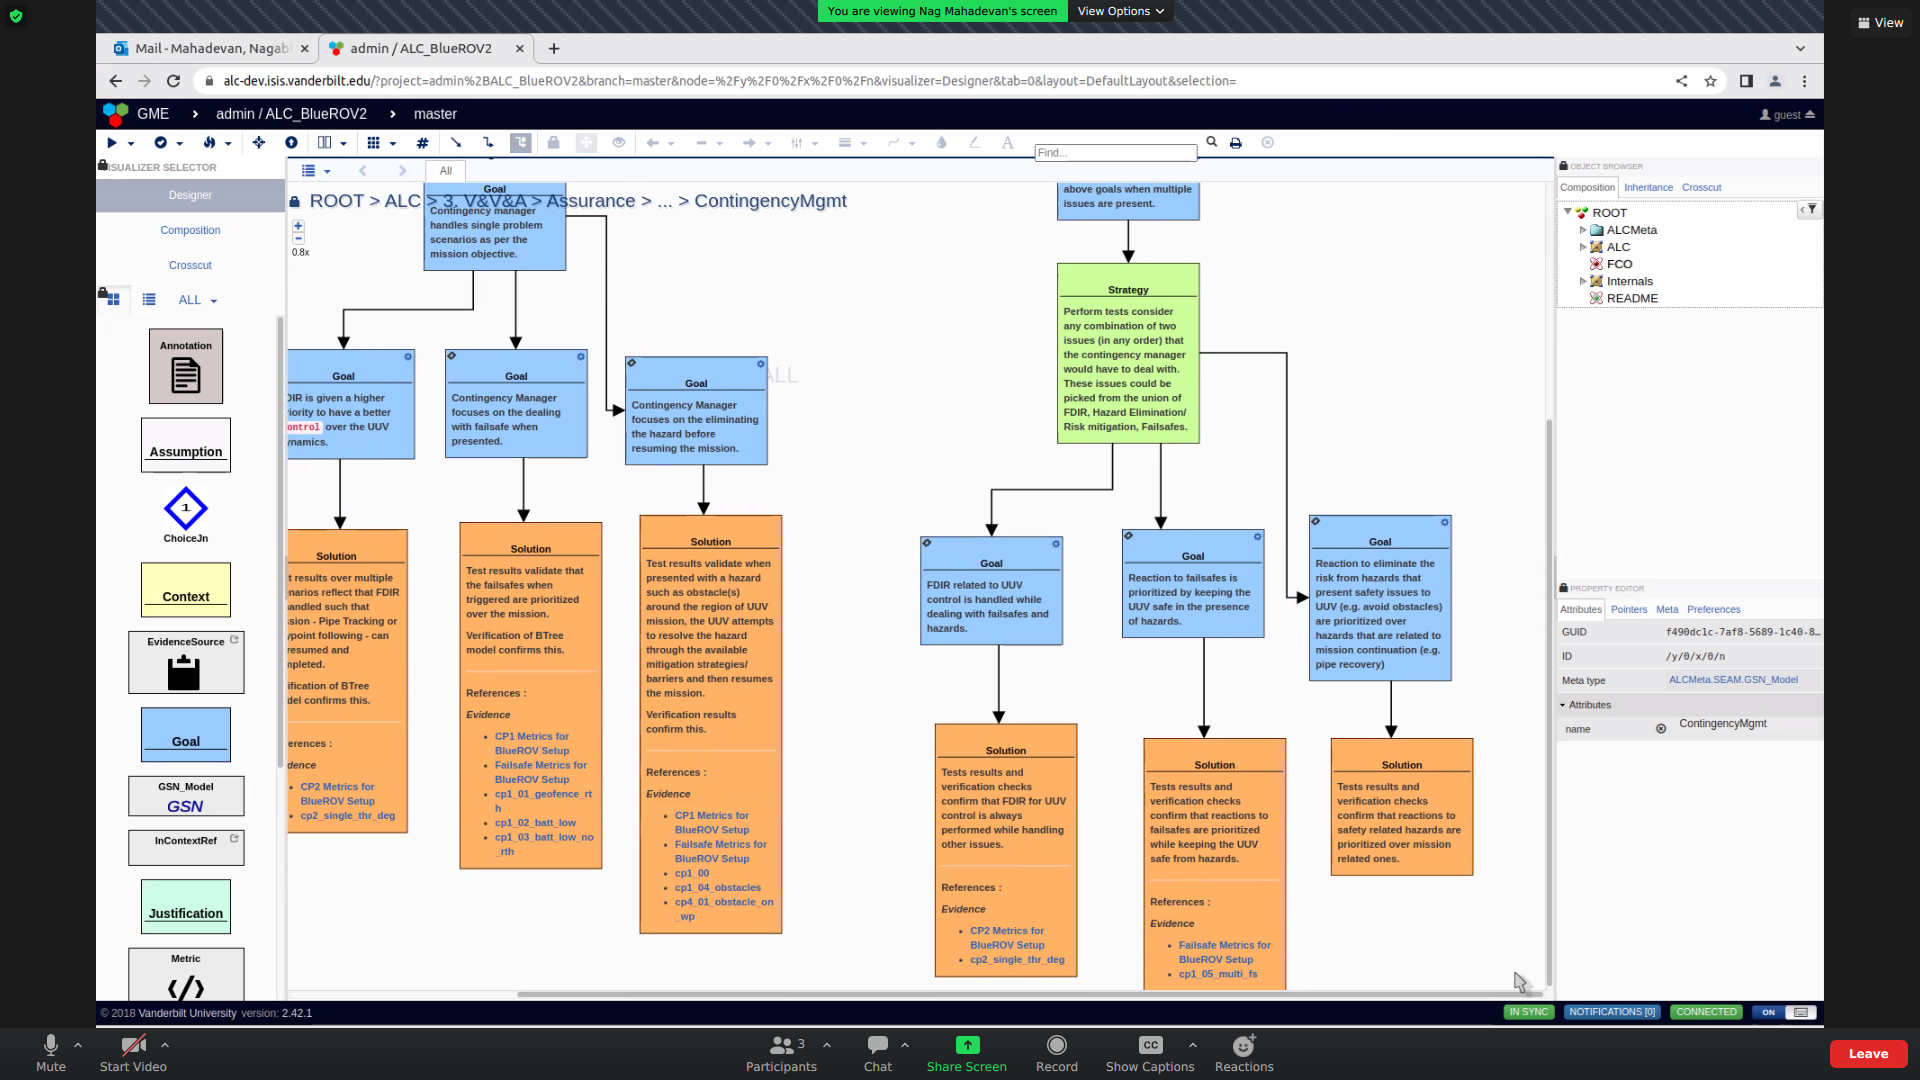 You are viewing Nag Mahadevan's screen
View Options
View
Mail - Mahadevan, Nagab
admin / ALC_BlueROV2
alc-dev.isis.vanderbilt.edu/?project=admin%2BALC_BlueROV2&branch=master&node=%2Fy%2F0%2Fx%2F0%2Fn&visualizer=Designer&tab=0&layout=DefaultLayout&selection=
GME
admin / ALC_BlueROV2
master
guest
Find...
VISUALIZER SELECTOR
Designer
Composition
Crosscut
ALL
Annotation
Assumption
1
ChoiceJn
Context
EvidenceSource
Goal
GSN_Model
GSN
InContextRef
Justification
Metric
All
ROOT > ALC > 3. V&V&A > Assurance > ... > ContingencyMgmt
0.8x
ALL
Goal
Contingency manager
handles single problem
scenarios as per the
mission objective.
Goal
DIR is given a higher
iority to have a better
ontrol over the UUV
ynamics.
Goal
Contingency Manager
focuses on the dealing
with failsafe when
presented.
Goal
Contingency Manager
focuses on the eliminating
the hazard before
resuming the mission.
Solution
t results over multiple
narios reflect that FDIR
andled such that
ssion - Pipe Tracking or
ypoint following - can
resumed and
mpleted.
ification of BTree
del confirms this.
erences :
dence
CP2 Metrics for
BlueROV Setup
cp2_single_thr_deg
Solution
Test results validate that
the failsafes when
triggered are prioritized
over the mission.
Verification of BTree
model confirms this.
References :
Evidence
CP1 Metrics for
BlueROV Setup
Failsafe Metrics for
BlueROV Setup
cp1_01_geofence_rt
h
cp1_02_batt_low
cp1_03_batt_low_no
_rth
Solution
Test results validate when
presented with a hazard
such as obstacle(s)
around the region of UUV
mission, the UUV attempts
to resolve the hazard
through the available
mitigation strategies/
barriers and then resumes
the mission.
Verification results
confirm this.
References :
Evidence
CP1 Metrics for
BlueROV Setup
Failsafe Metrics for
BlueROV Setup
cp1_00
cp1_04_obstacles
cp4_01_obstacle_on
_wp
above goals when multiple
issues are present.
Strategy
Perform tests consider
any combination of two
issues (in any order) that
the contingency manager
would have to deal with.
These issues could be
picked from the union of
FDIR, Hazard Elimination/
Risk mitigation, Failsafes.
Goal
FDIR related to UUV
control is handled while
dealing with failsafes and
hazards.
Goal
Reaction to failsafes is
prioritized by keeping the
UUV safe in the presence
of hazards.
Goal
Reaction to eliminate the
risk from hazards that
present safety issues to
UUV (e.g. avoid obstacles)
are prioritized over
hazards that are related to
mission continuation (e.g.
pipe recovery)
Solution
Tests results and
verification checks
confirm that FDIR for UUV
control is always
performed while handling
other issues.
References :
Evidence
CP2 Metrics for
BlueROV Setup
cp2_single_thr_deg
Solution
Tests results and
verification checks
confirm that reactions to
failsafes are prioritized
while keeping the UUV
safe from hazards.
References :
Evidence
Failsafe Metrics for
BlueROV Setup
cp1_05_multi_fs
Solution
Tests results and
verification checks
confirm that reactions to
safety related hazards are
prioritized over mission
related ones.
OBJECT BROWSER
Composition
Inheritance
Crosscut
ROOT
ALCMeta
ALC
FCO
Internals
README
PROPERTY EDITOR
Attributes
Pointers
Meta
Preferences
GUID
f490dc1c-7af8-5689-1c40-8...
ID
/y/0/x/0/n
Meta type
ALCMeta.SEAM.GSN_Model
Attributes
name
ContingencyMgmt
© 2018 Vanderbilt University version: 2.42.1
IN SYNC
NOTIFICATIONS [0]
CONNECTED
ON
Mute
Start Video
3
Participants
Chat
Share Screen
Record
CC
Show Captions
Reactions
Leave